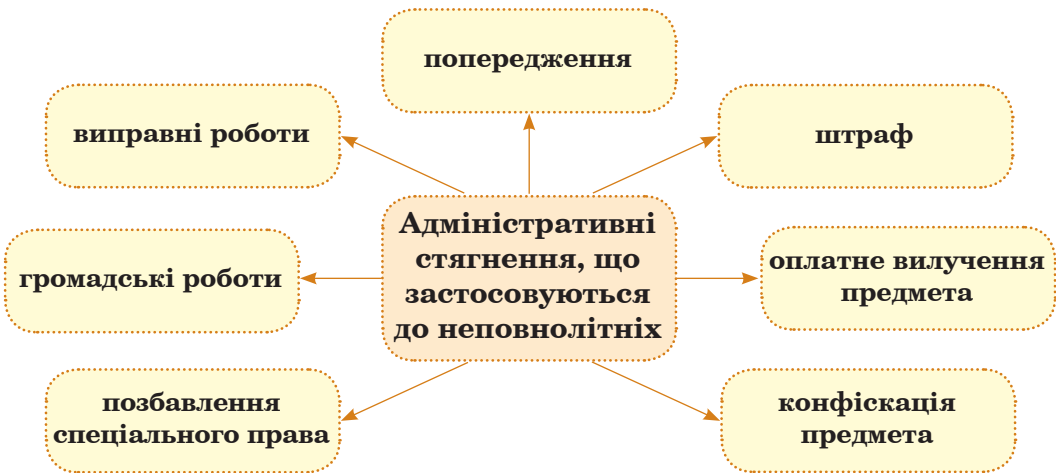 попередження
виправні роботи
штраф
Адміністративні
стягнення, що
застосовуються
до неповнолітніх
громадські роботи
оплатне вилучення
предмета
позбавлення
спеціального права
конфіскація
предмета